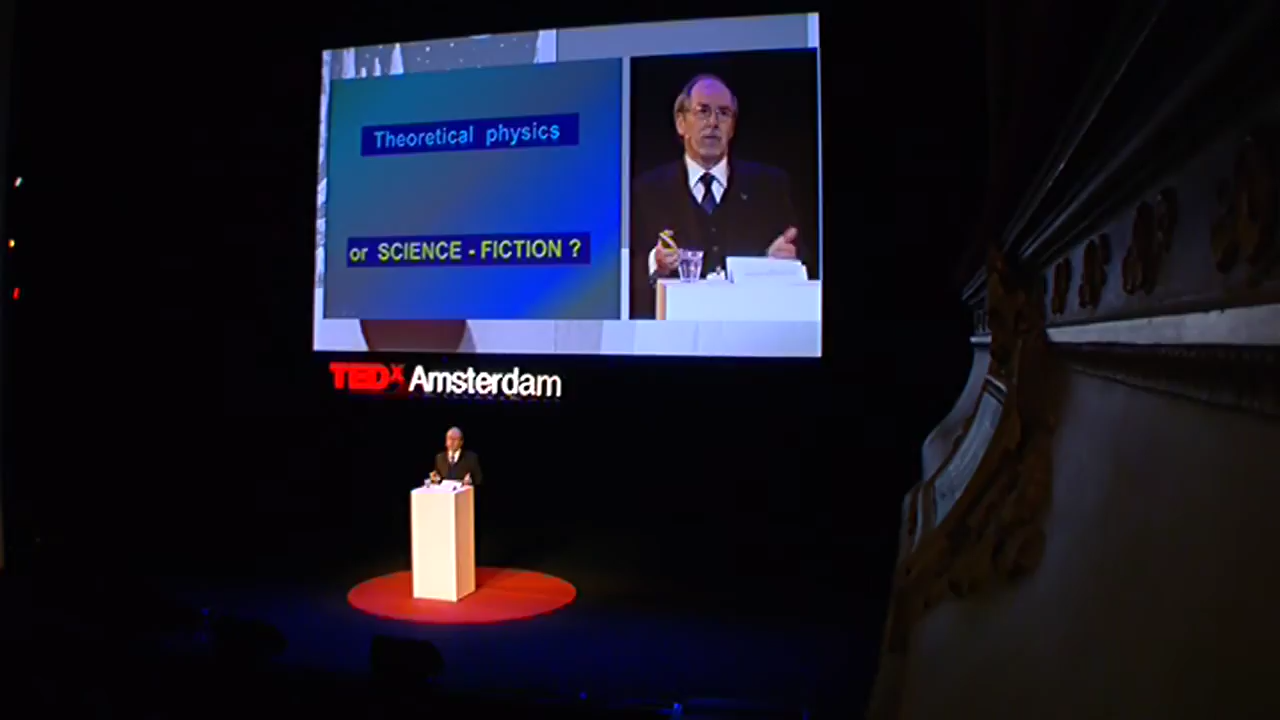 Theoretical physics
or SCIENCE - FICTION ?
TEDx Amsterdam